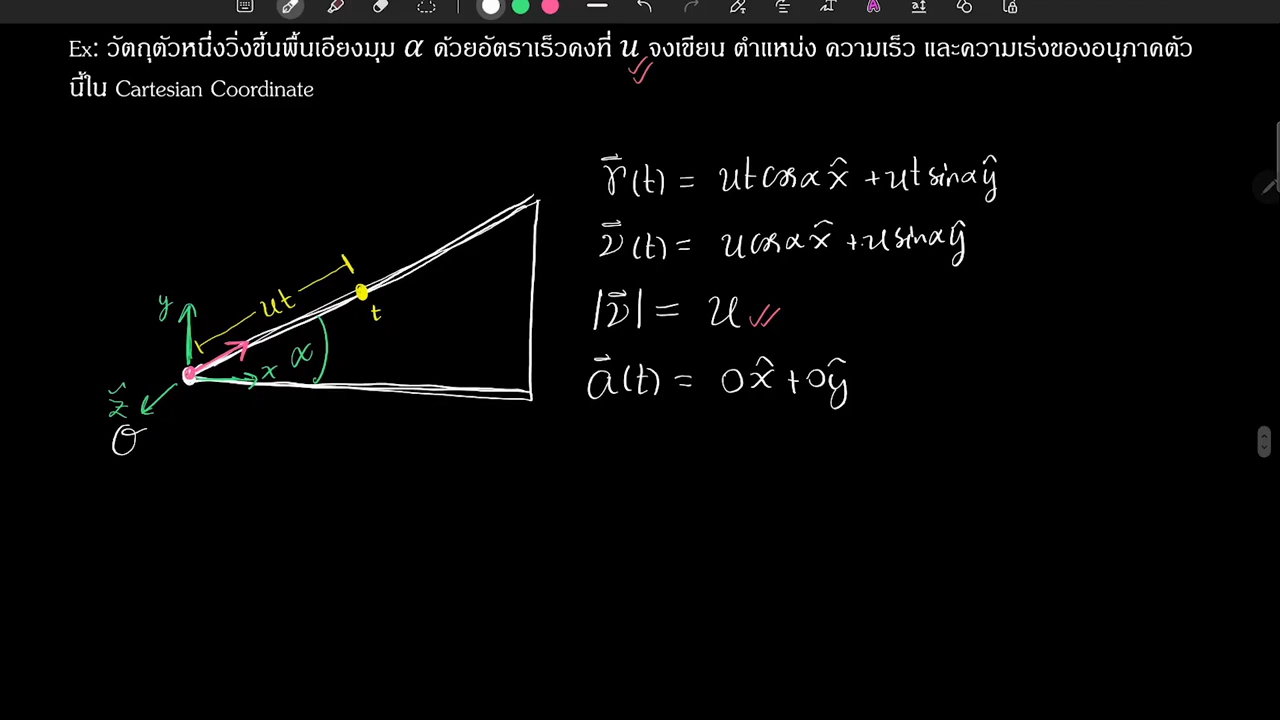 Ex: วัตถุตัวหนึ่งวิ่งขึ้นพื้นเอียงมุม α ด้วยอัตราเร็วคงที่ u จงเขียน ตำแหน่ง ความเร็ว และความเร่งของอนุภาคตัว
นี้ใน Cartesian Coordinate
r⃗(t) = ut cosα x̂ + ut sinα ŷ
v⃗(t) = u cosα x̂ + u sinα ŷ
|v⃗| = u
a⃗(t) = 0x̂ + 0ŷ
y
ut
t
α
x
ẑ
O